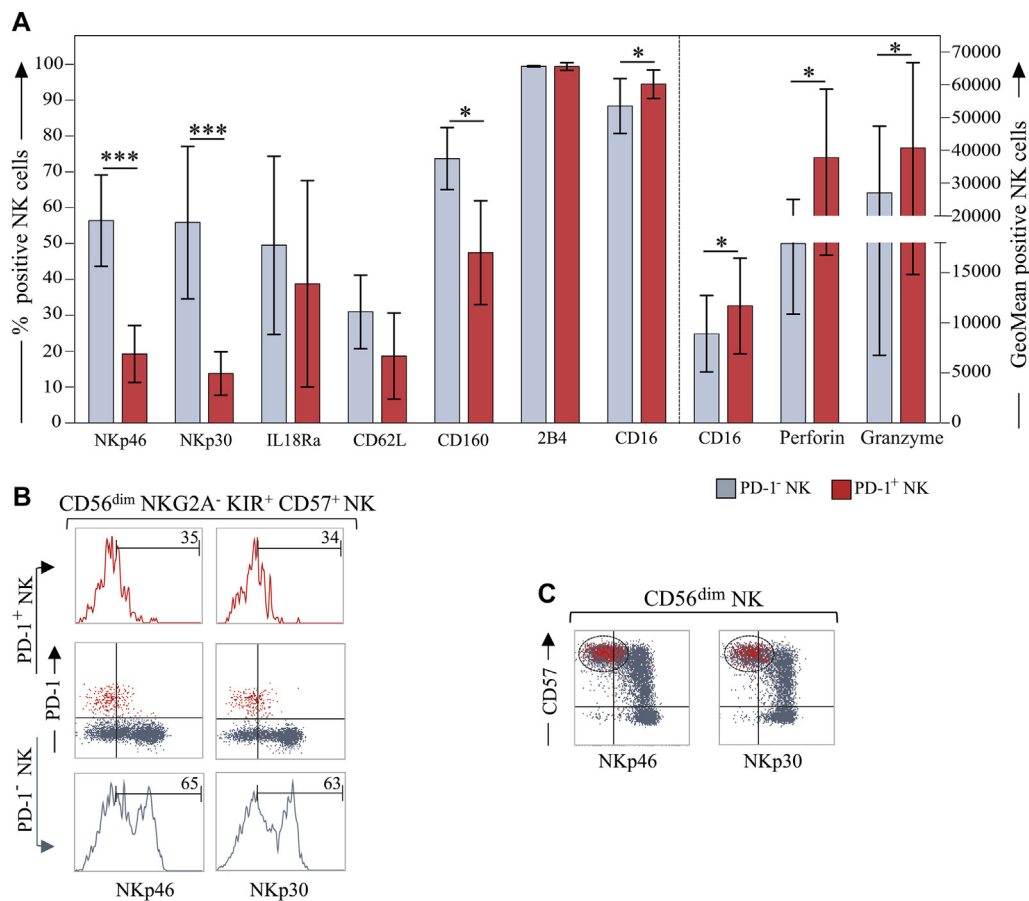 A
% positive NK cells
100
90
80
70
60
50
40
30
20
10
0
***
***
*
*
*
*
*
70000
60000
50000
40000
30000
20000
15000
10000
5000
0
GeoMean positive NK cells
NKp46 NKp30 IL18Ra CD62L CD160 2B4 CD16 CD16 Perforin Granzyme
PD-1⁻ NK PD-1⁺ NK
B
CD56ᵈⁱᵐ NKG2A⁻ KIR⁺ CD57⁺ NK
35 34
PD-1⁺ NK
PD-1
PD-1⁻ NK
65 63
NKp46 NKp30
C
CD56ᵈⁱᵐ NK
CD57
NKp46 NKp30